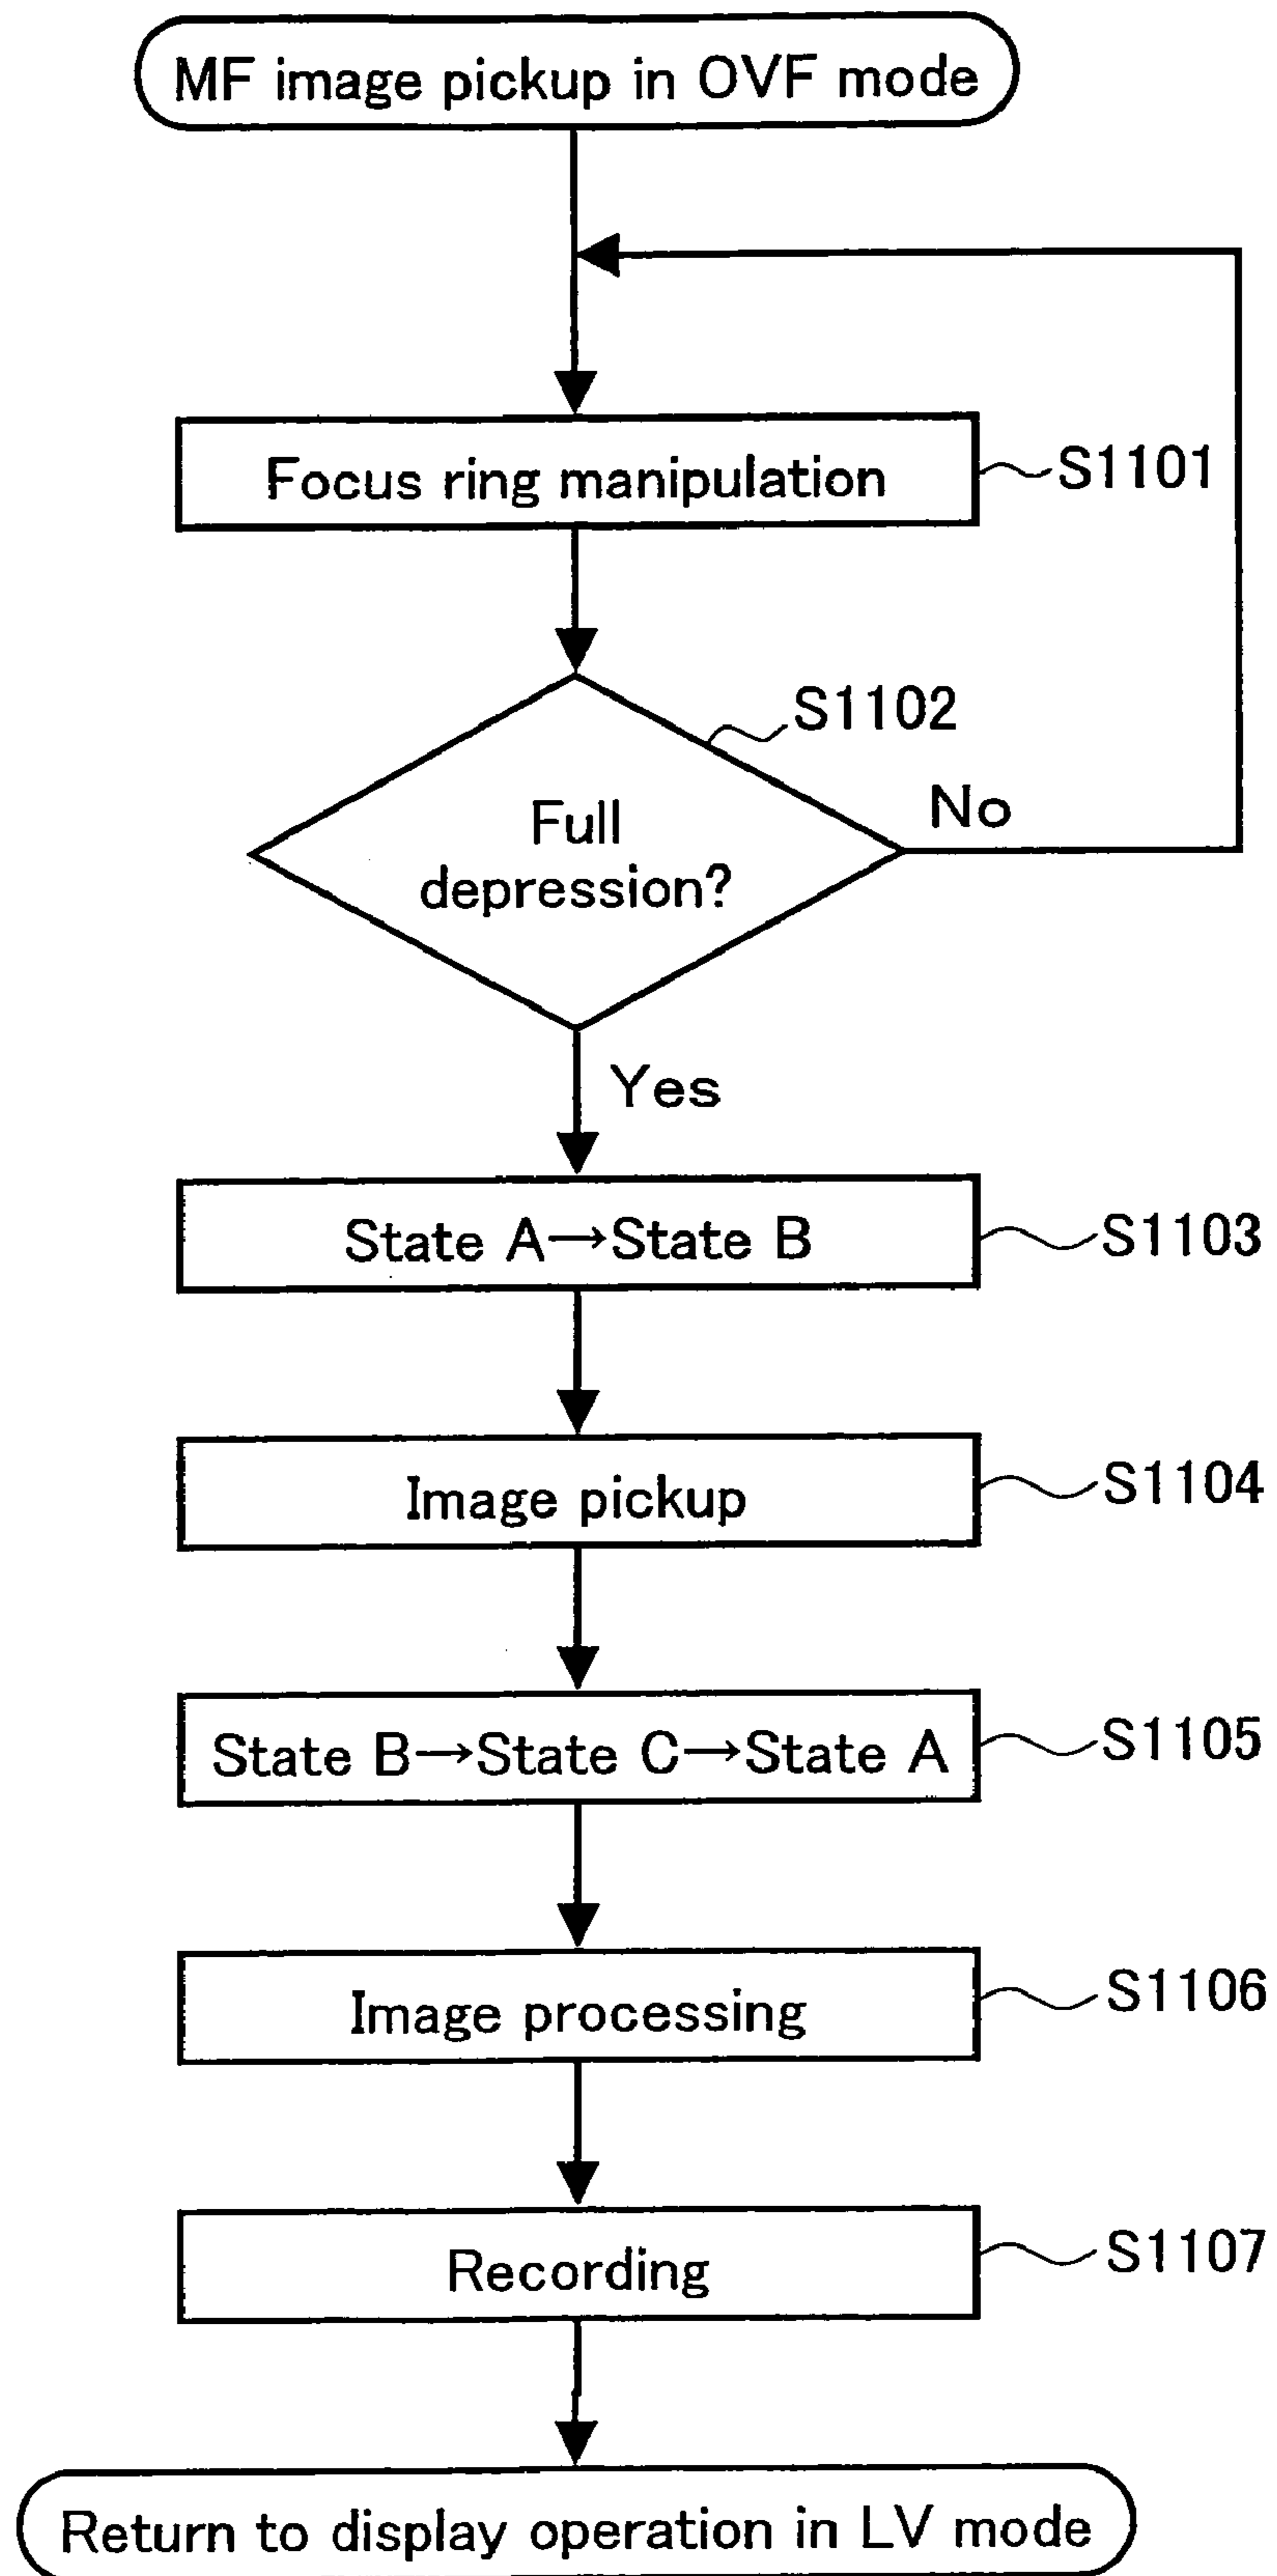 MF image pickup in OVF mode
Focus ring manipulation
S1101
S1102
Full
depression?
No
Yes
State A→State B
S1103
Image pickup
S1104
State B→State C→State A
S1105
Image processing
S1106
Recording
S1107
Return to display operation in LV mode